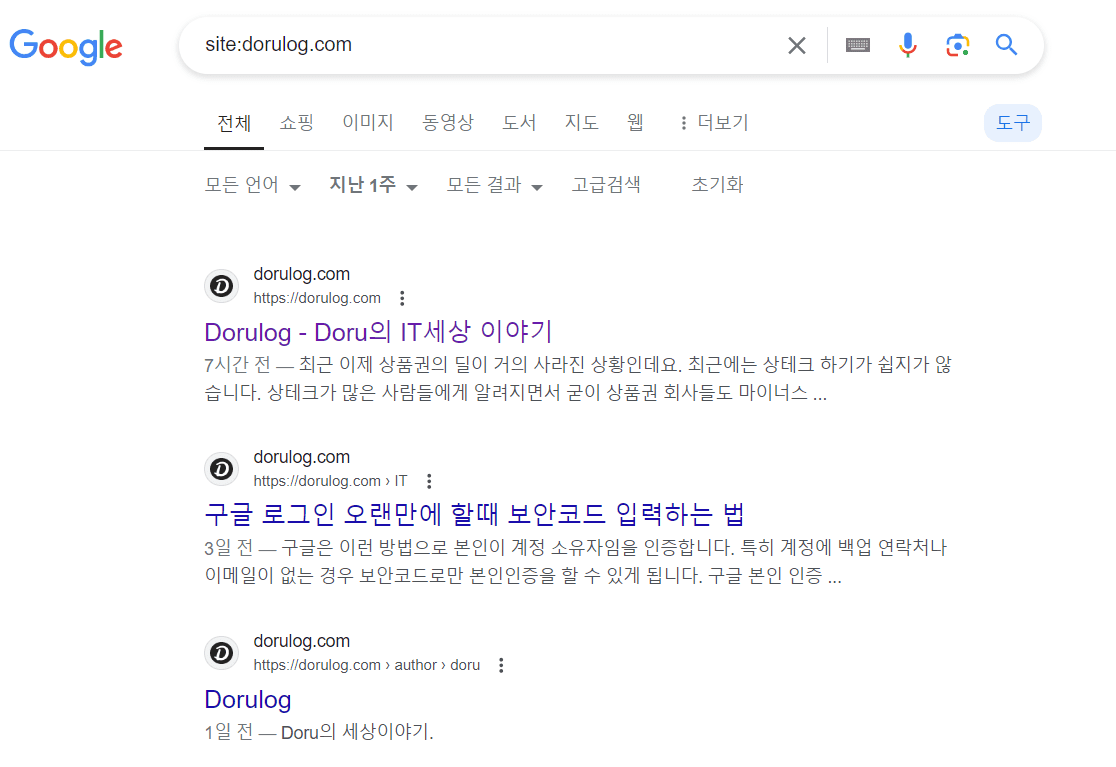 Google
site:dorulog.com
전체 쇼핑 이미지 동영상 도서 지도 웹 더보기 도구
모든 언어 지난 1주 모든 결과 고급검색 초기화
dorulog.com
https://dorulog.com
Dorulog - Doru의 IT세상 이야기
7시간 전 — 최근 이제 상품권의 딜이 거의 사라진 상황인데요. 최근에는 상테크 하기가 쉽지가 않
습니다. 상테크가 많은 사람들에게 알려지면서 굳이 상품권 회사들도 마이너스 ...
dorulog.com
https://dorulog.com › IT
구글 로그인 오랜만에 할때 보안코드 입력하는 법
3일 전 — 구글은 이런 방법으로 본인이 계정 소유자임을 인증합니다. 특히 계정에 백업 연락처나
이메일이 없는 경우 보안코드로만 본인인증을 할 수 있게 됩니다. 구글 본인 인증 ...
dorulog.com
https://dorulog.com › author › doru
Dorulog
1일 전 — Doru의 세상이야기.